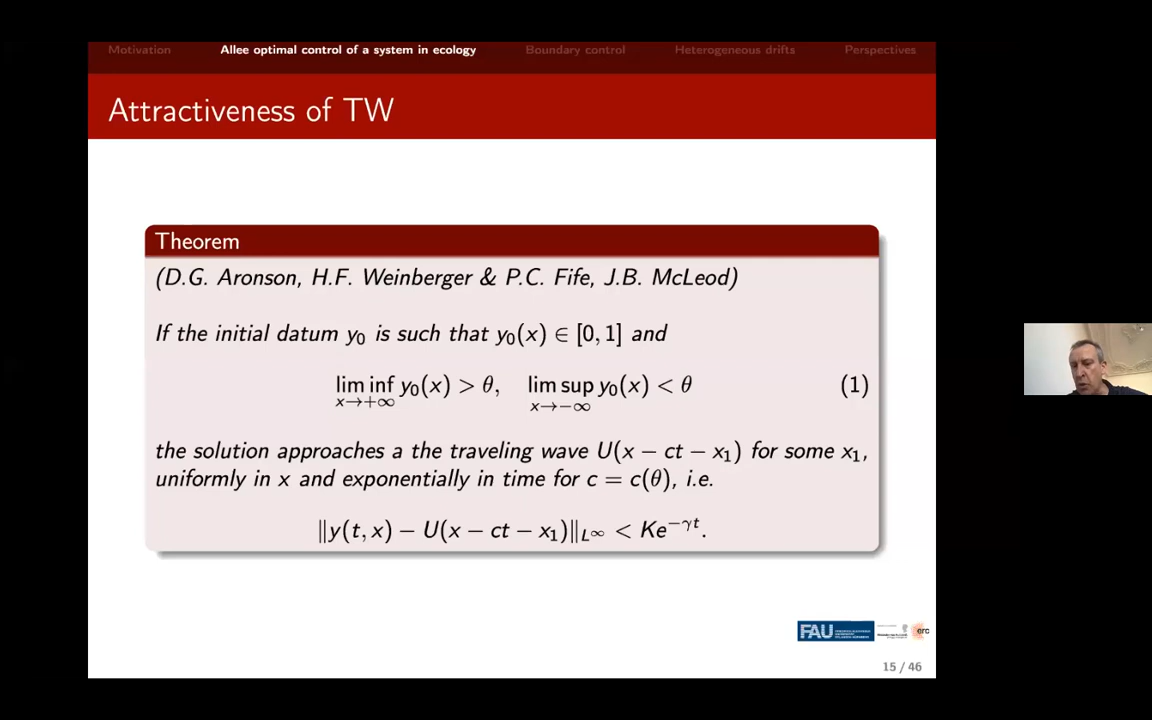 Motivation Allee optimal control of a system in ecology Boundary control Heterogeneous drifts Perspectives
Attractiveness of TW
Theorem
(D.G. Aronson, H.F. Weinberger & P.C. Fife, J.B. McLeod)
If the initial datum y₀ is such that y₀(x) ∈ [0, 1] and
lim inf y₀(x) > θ, lim sup y₀(x) < θ (1)
x→+∞ x→−∞
the solution approaches a the traveling wave U(x − ct − x₁) for some x₁,
uniformly in x and exponentially in time for c = c(θ), i.e.
‖y(t, x) − U(x − ct − x₁)‖L∞ < Ke^−γt.
FAU
erc
15 / 46